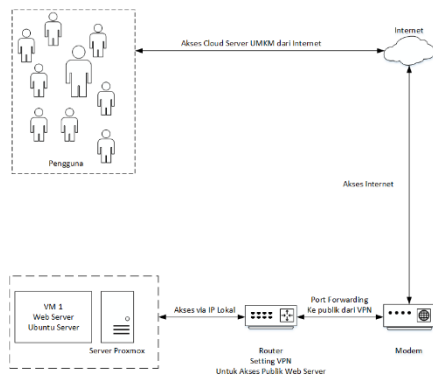 Internet
Akses Cloud Server UMKM dari Internet
Pengguna
Akses Internet
VM 1
Web Server
Ubuntu Server
Server Proxmox
Akses via IP Lokal
Router
Setting VPN
Untuk Akses Publik Web Server
Port Forwarding
Ke publik dari VPN
Modem